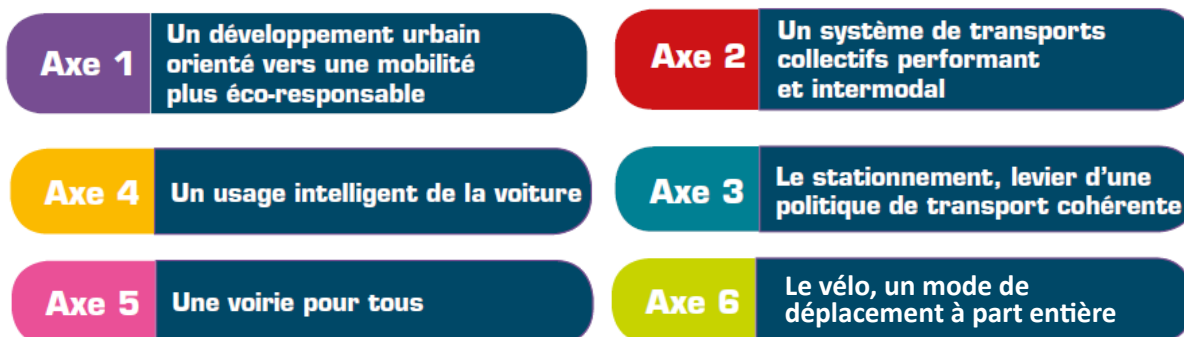 Axe 1
Un développement urbain
orienté vers une mobilité
plus éco-responsable
Axe 2
Un système de transports
collectifs performant
et intermodal
Axe 4
Un usage intelligent de la voiture
Axe 3
Le stationnement, levier d'une
politique de transport cohérente
Axe 5
Une voirie pour tous
Axe 6
Le vélo, un mode de
déplacement à part entière